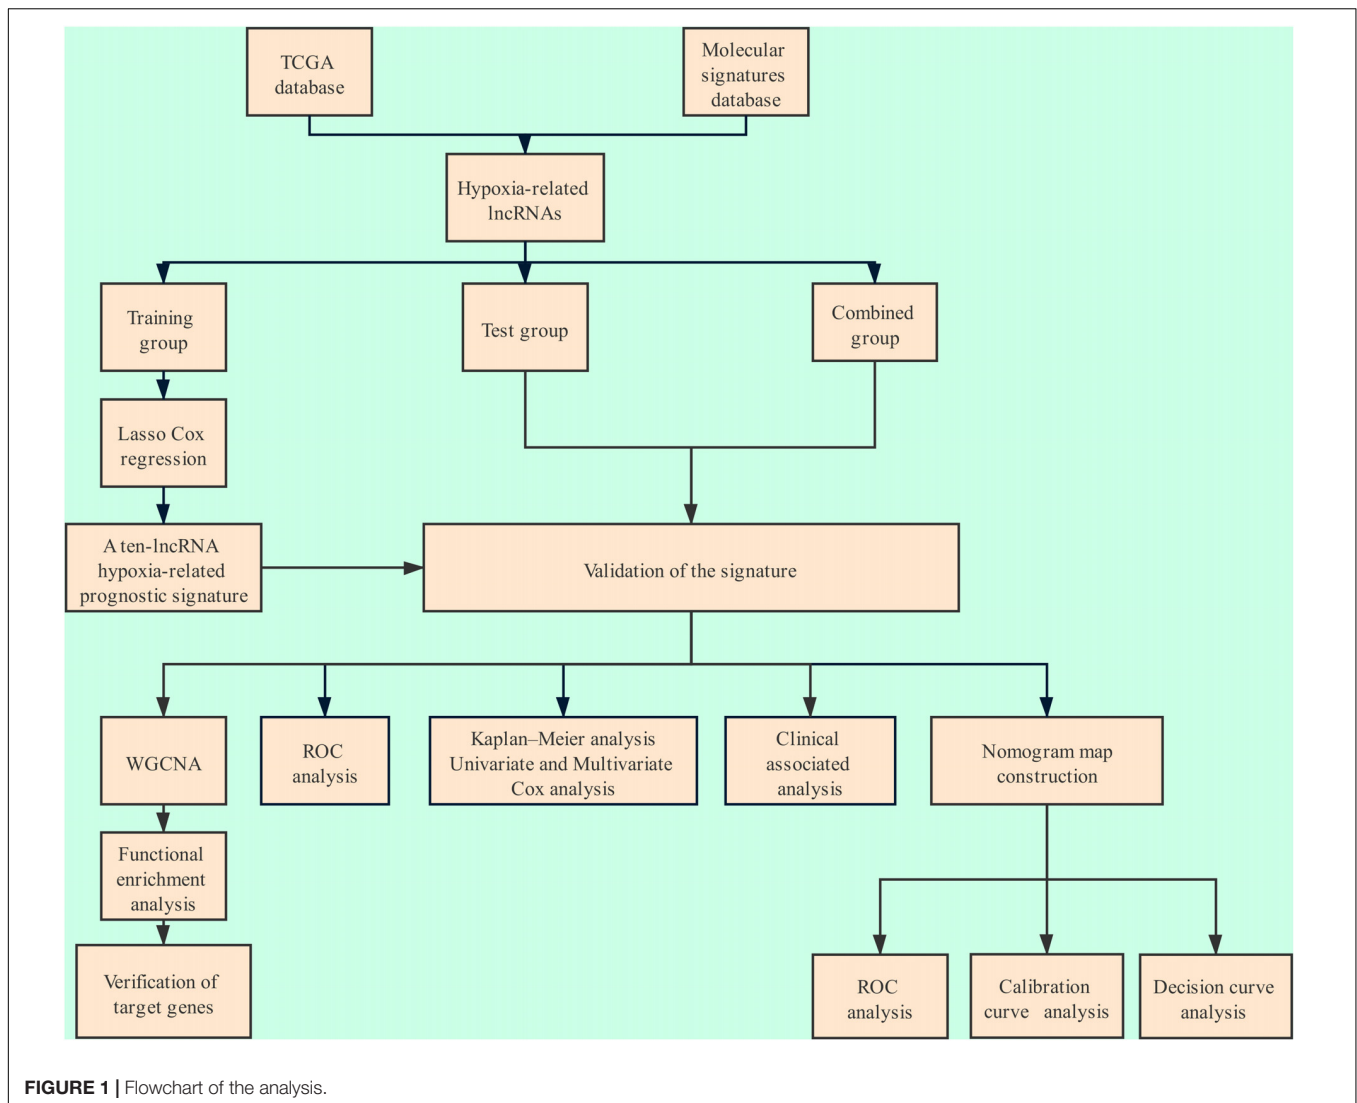 TCGA
database
Molecular
signatures
database
Hypoxia-related
lncRNAs
Training
group
Test group
Combined
group
Lasso Cox
regression
A ten-lncRNA
hypoxia-related
prognostic signature
Validation of the signature
WGCNA
ROC
analysis
Kaplan–Meier analysis
Univariate and Multivariate
Cox analysis
Clinical
associated
analysis
Nomogram map
construction
Functional
enrichment
analysis
Verification of
target genes
ROC
analysis
Calibration
curve analysis
Decision curve
analysis
FIGURE 1 | Flowchart of the analysis.